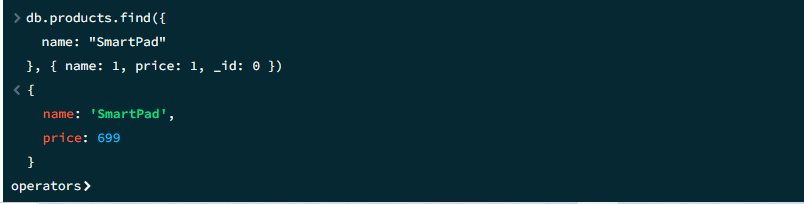 > db.products.find({
name: "SmartPad"
}, { name: 1, price: 1, _id: 0 })
< {
name: 'SmartPad',
price: 699
}
operators>